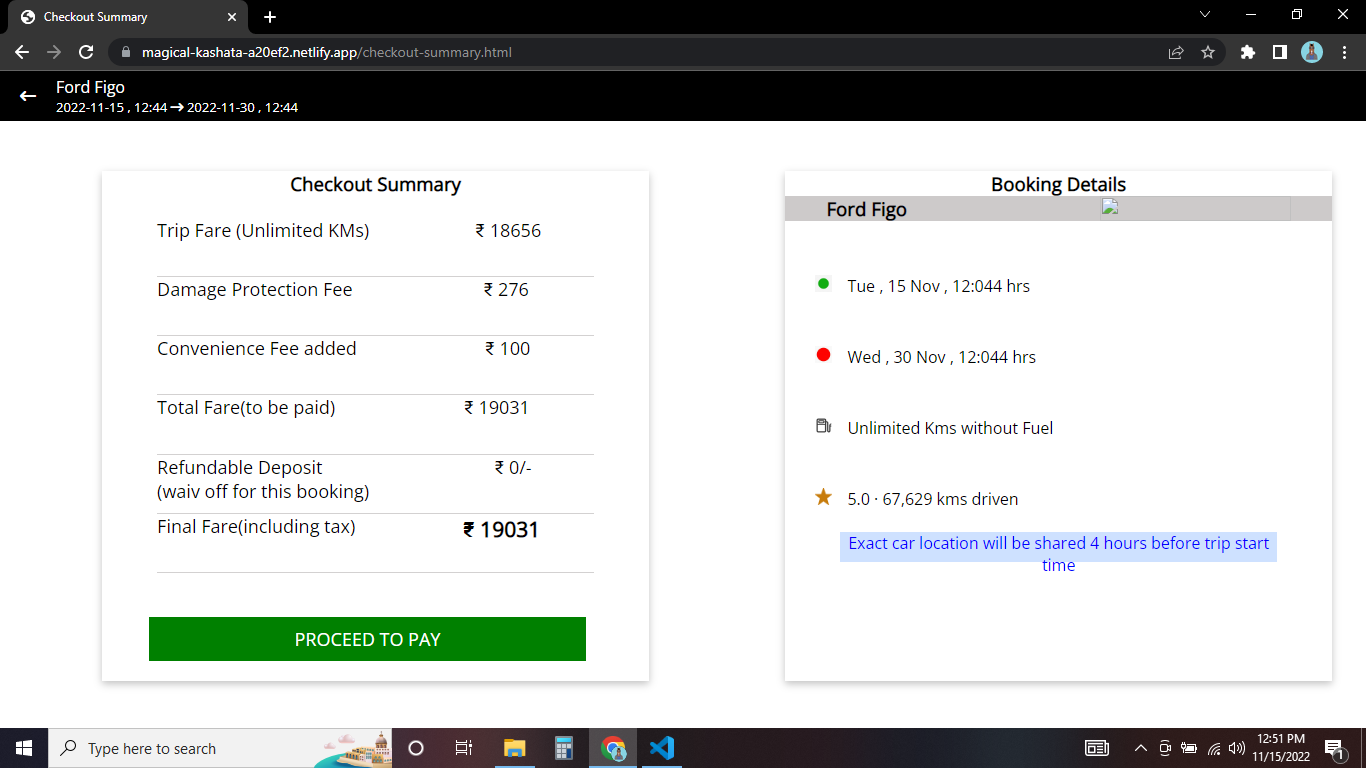 Checkout Summary
magical-kashata-a20ef2.netlify.app/checkout-summary.html
Ford Figo
2022-11-15 , 12:44 → 2022-11-30 , 12:44
Checkout Summary
Trip Fare (Unlimited KMs) ₹ 18656
Damage Protection Fee ₹ 276
Convenience Fee added ₹ 100
Total Fare(to be paid) ₹ 19031
Refundable Deposit ₹ 0/-
(waiv off for this booking)
Final Fare(including tax) ₹ 19031
PROCEED TO PAY
Booking Details
Ford Figo
Tue , 15 Nov , 12:044 hrs
Wed , 30 Nov , 12:044 hrs
Unlimited Kms without Fuel
5.0 · 67,629 kms driven
Exact car location will be shared 4 hours before trip start
time
Type here to search
12:51 PM
11/15/2022
1